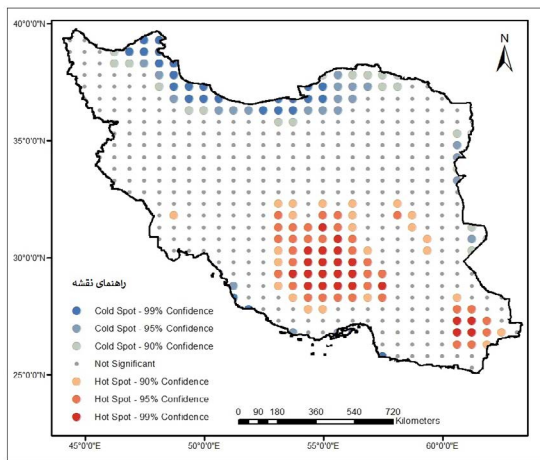 40°0'0"N
N
35°0'0"N
30°0'0"N
25°0'0"N
راهنمای نقشه
Cold Spot - 99% Confidence
Cold Spot - 95% Confidence
Cold Spot - 90% Confidence
Not Significant
Hot Spot - 90% Confidence
Hot Spot - 95% Confidence
Hot Spot - 99% Confidence
0 90 180 360 540 720
Kilometers
45°0'0"E 50°0'0"E 55°0'0"E 60°0'0"E